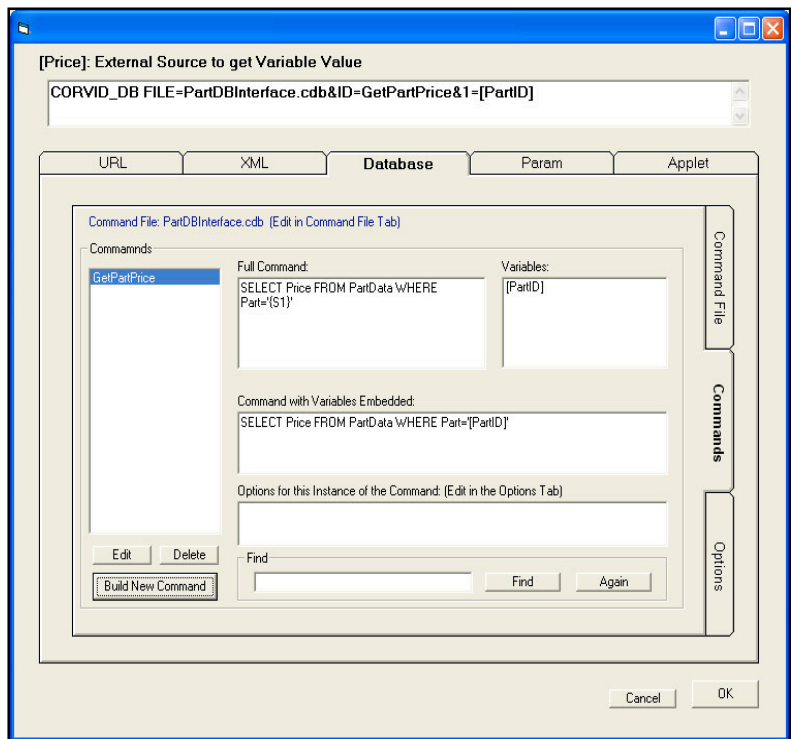 [Price]: External Source to get Variable Value
CORVID_DB FILE=PartDBInterface.cdb&ID=GetPartPrice&1=[PartID]
URL
XML
Database
Param
Applet
Command File: PartDBInterface.cdb (Edit in Command File Tab)
Commamnds
GetPartPrice
Full Command:
SELECT Price FROM PartData WHERE
Part='{S1}'
Variables:
[PartID]
Command with Variables Embedded:
SELECT Price FROM PartData WHERE Part='[PartID]'
Options for this Instance of the Command: (Edit in the Options Tab)
Edit
Delete
Build New Command
Find
Find
Again
Command File
Commands
Options
Cancel
OK